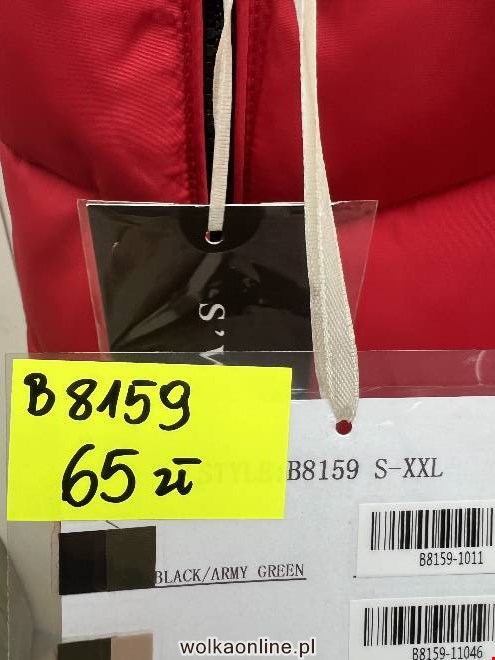 S.V
B8159
65 zł
STYLE:B8159 S-XXL
BLACK/ARMY GREEN
B8159-1011
B8159-11046
wolkaonline.pl